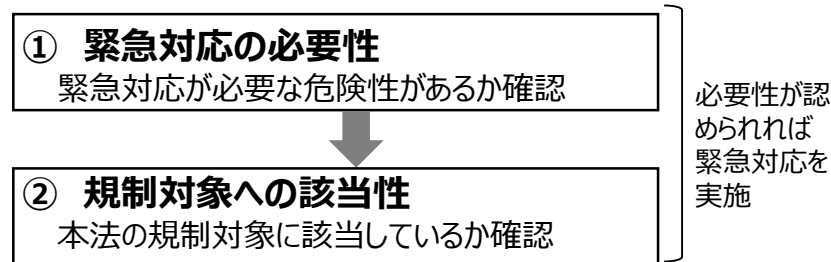 ① 緊急対応の必要性
緊急対応が必要な危険性があるか確認
② 規制対象への該当性
本法の規制対象に該当しているか確認
必要性が認
められれば
緊急対応を
実施